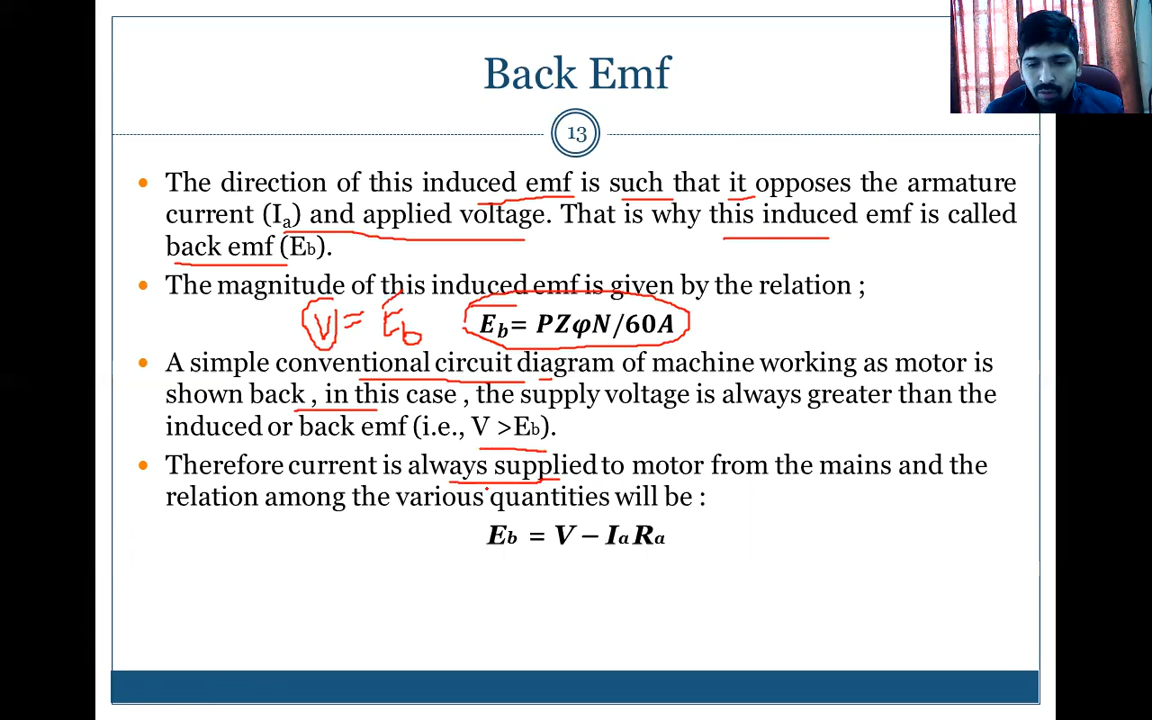 Back Emf
13
• The direction of this induced emf is such that it opposes the armature
current (Ia) and applied voltage. That is why this induced emf is called
back emf (Eb).
• The magnitude of this induced emf is given by the relation ;
V = Eb Eb= PZφN/60A
• A simple conventional circuit diagram of machine working as motor is
shown back , in this case , the supply voltage is always greater than the
induced or back emf (i.e., V >Eb).
• Therefore current is always supplied to motor from the mains and the
relation among the various quantities will be :
Eb = V – IaRa